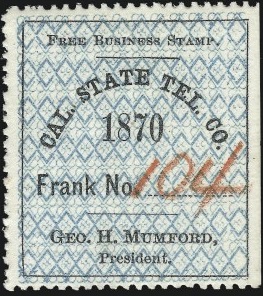 FREE BUSINESS STAMP.
CAL. STATE TEL. CO.
1870
Frank No. 104
GEO. H. MUMFORD,
President.